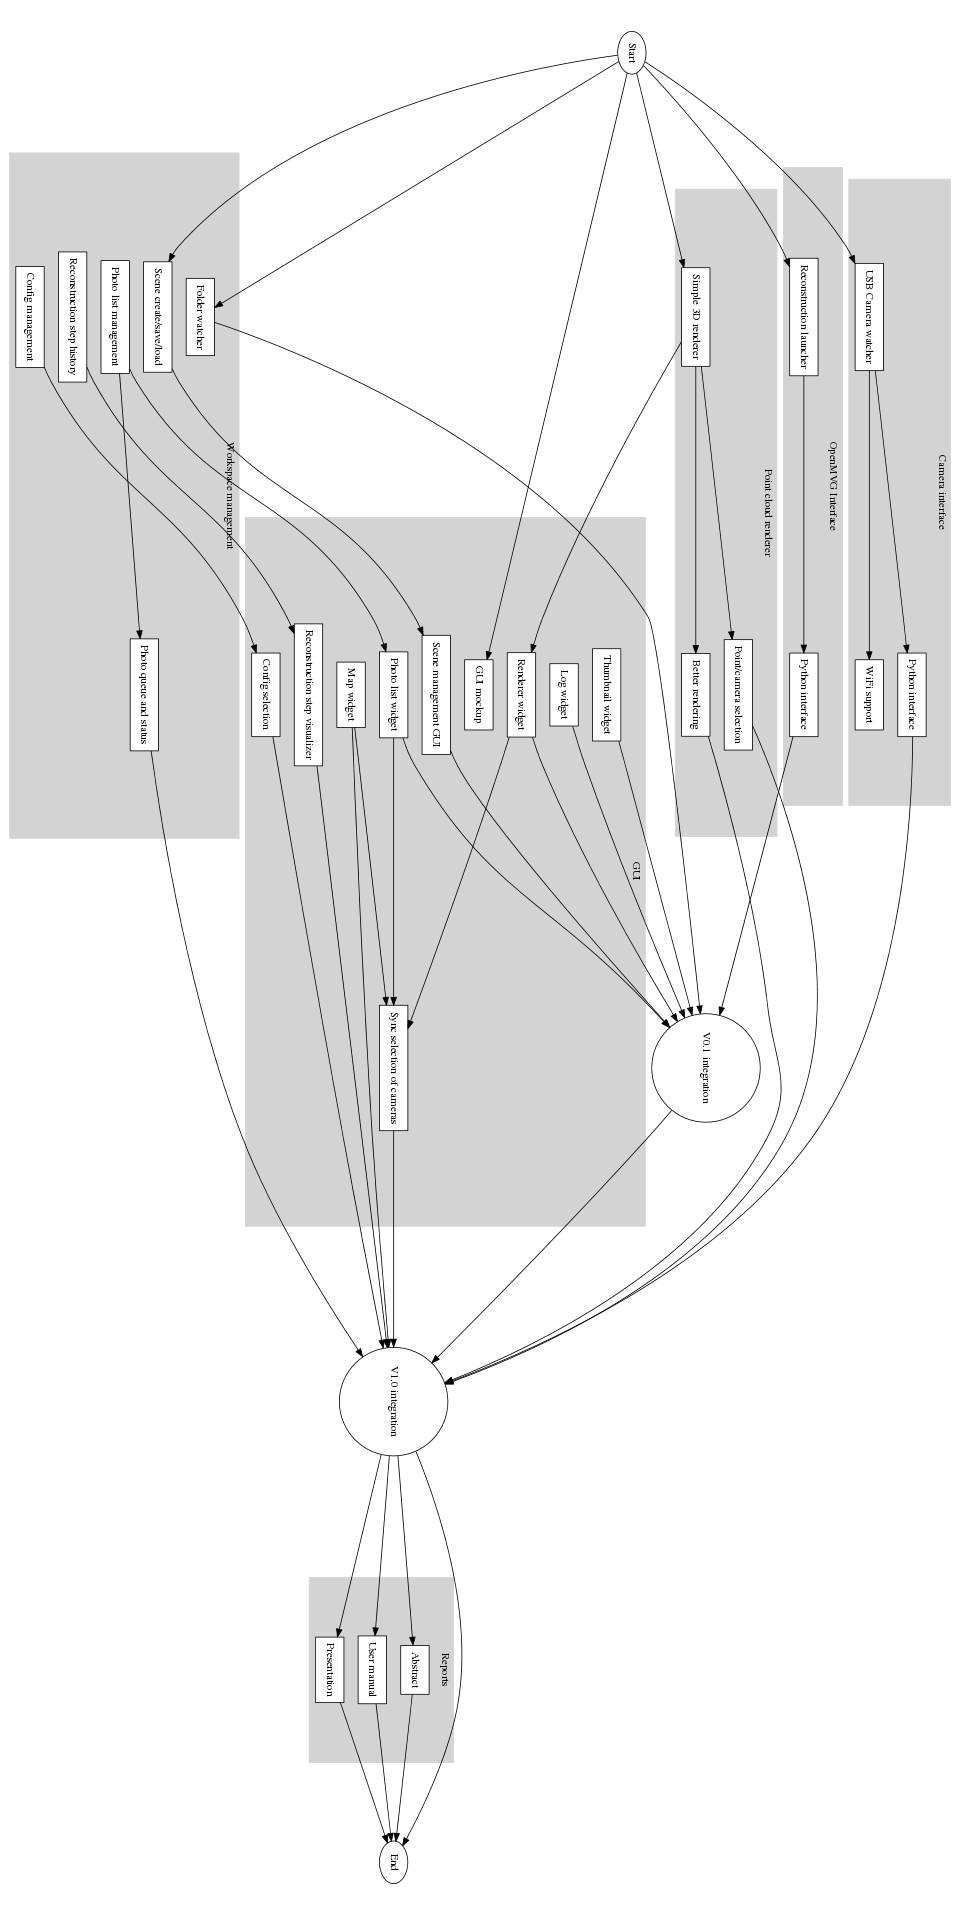 Start
Camera interface
USB Camera watcher
Python interface
WiFi support
OpenMVG Interface
Reconstruction launcher
Python interface
Point cloud renderer
Simple 3D renderer
Point/camera selection
Better rendering
GUI
Thumbnail widget
Log widget
Renderer widget
GUI mockup
Scene management GUI
Photo list widget
Map widget
Reconstruction step visualizer
Config selection
Sync selection of cameras
Workspace management
Folder watcher
Scene create/save/load
Photo list management
Reconstruction step history
Config management
Photo queue and status
V0.1 integration
V1.0 integration
Reports
Abstract
User manual
Presentation
End